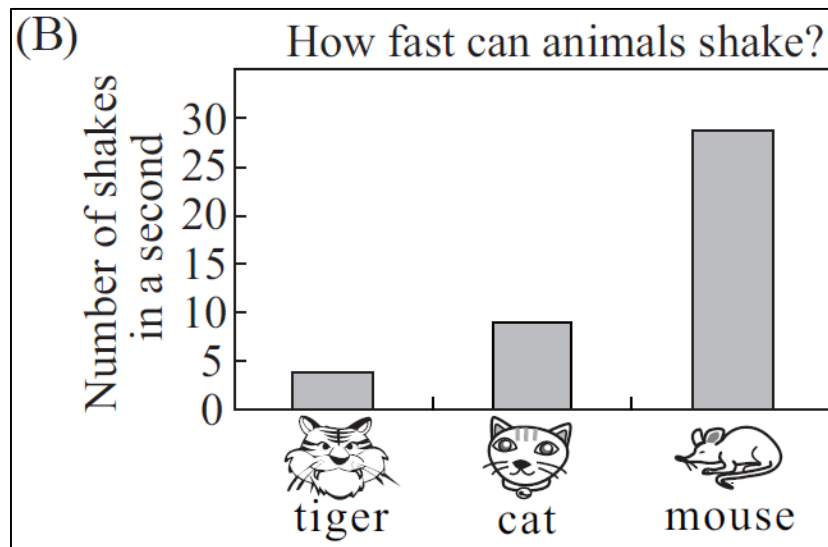 (B)
How fast can animals shake?
Number of shakes
in a second
30
25
20
15
10
5
0
tiger
cat
mouse